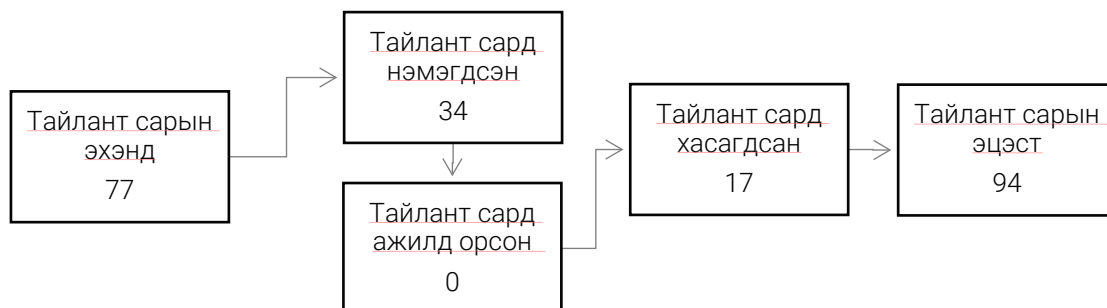 Тайлант сарын
эхэнд
77
Тайлант сард
нэмэгдсэн
34
Тайлант сард
ажилд орсон
0
Тайлант сард
хасагдсан
17
Тайлант сарын
эцэст
94